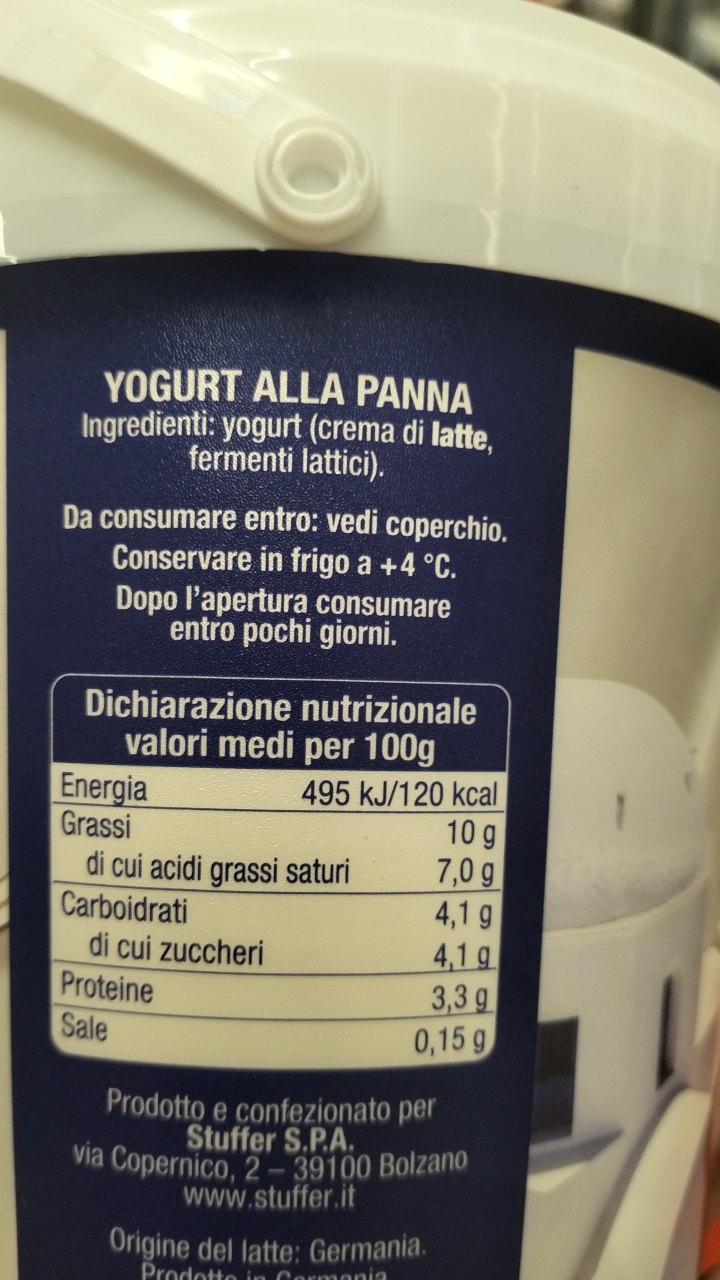 YOGURT ALLA PANNA
Ingredienti: yogurt (crema di latte,
fermenti lattici).
Da consumare entro: vedi coperchio.
Conservare in frigo a +4 °C.
Dopo l'apertura consumare
entro pochi giorni.
Dichiarazione nutrizionale
valori medi per 100g
Energia 495 kJ/120 kcal
Grassi 10 g
di cui acidi grassi saturi 7,0 g
Carboidrati 4,1 g
di cui zuccheri 4,1 g
Proteine 3,3 g
Sale 0,15 g
Prodotto e confezionato per
Stuffer S.P.A.
via Copernico, 2 – 39100 Bolzano
www.stuffer.it
Origine del latte: Germania.
Prodotto in Germania